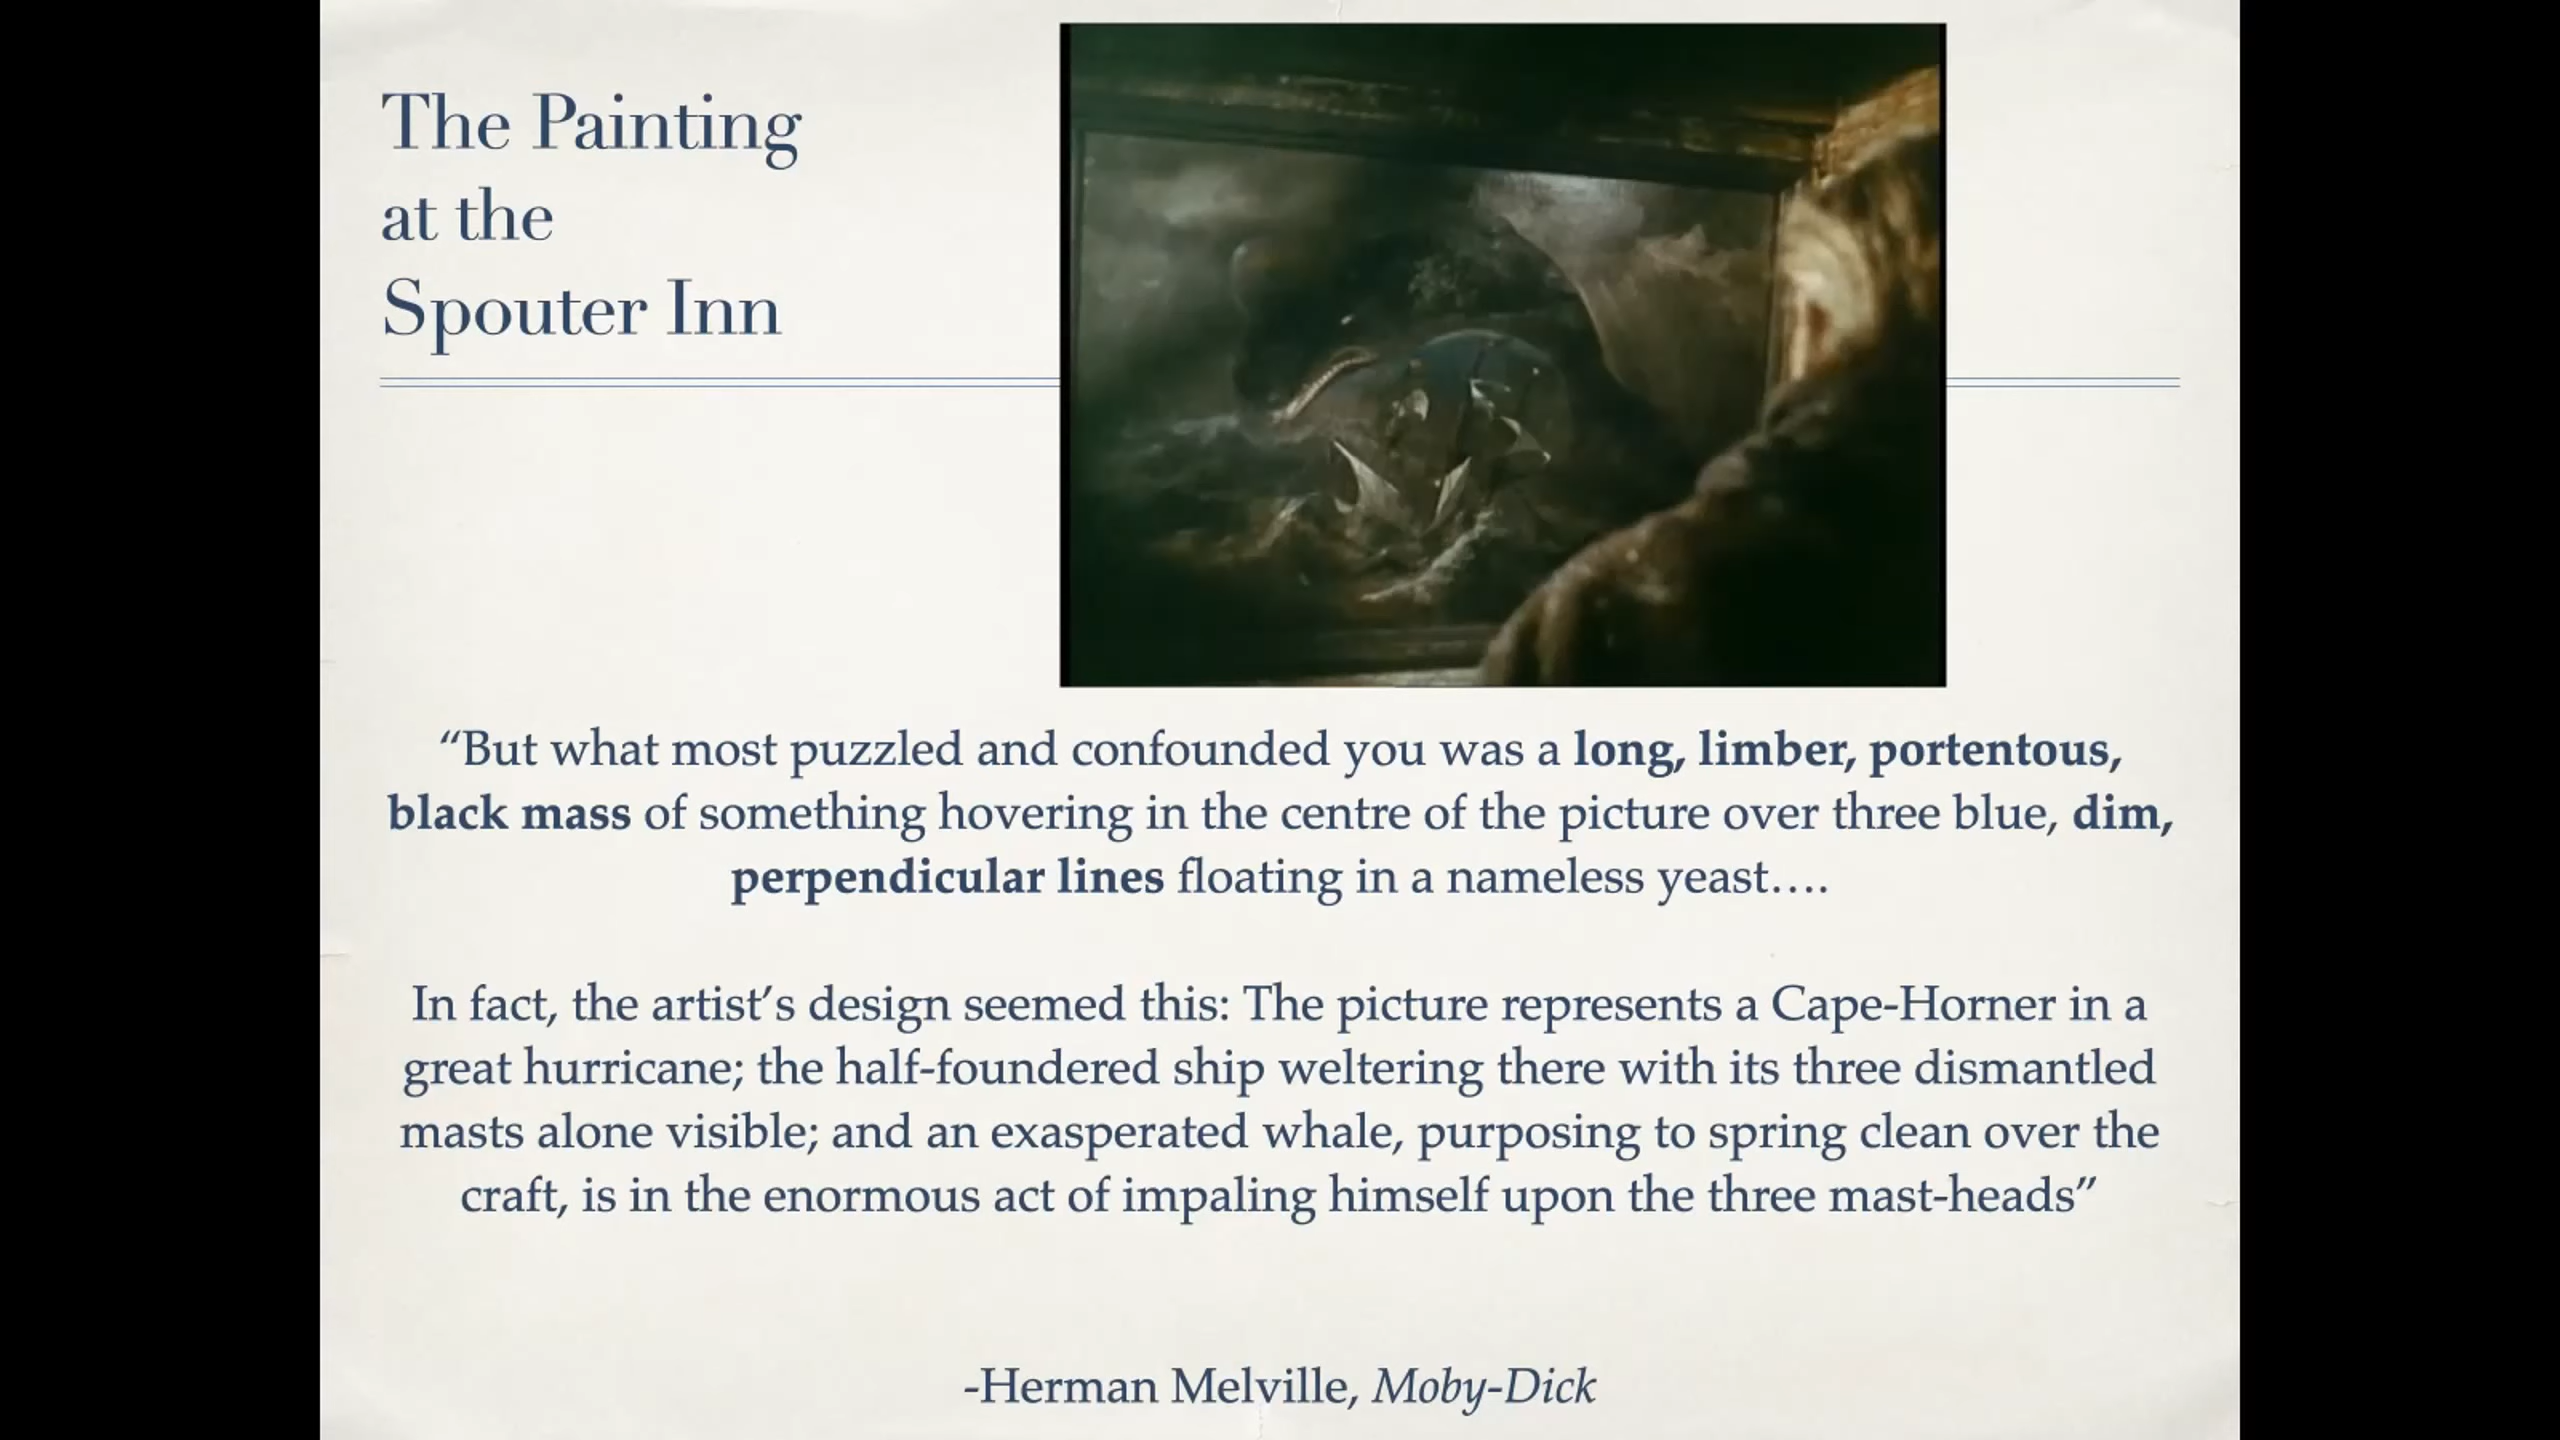 The Painting
at the
Spouter Inn
“But what most puzzled and confounded you was a long, limber, portentous,
black mass of something hovering in the centre of the picture over three blue, dim,
perpendicular lines floating in a nameless yeast….
In fact, the artist’s design seemed this: The picture represents a Cape-Horner in a
great hurricane; the half-foundered ship weltering there with its three dismantled
masts alone visible; and an exasperated whale, purposing to spring clean over the
craft, is in the enormous act of impaling himself upon the three mast-heads”
-Herman Melville, Moby-Dick